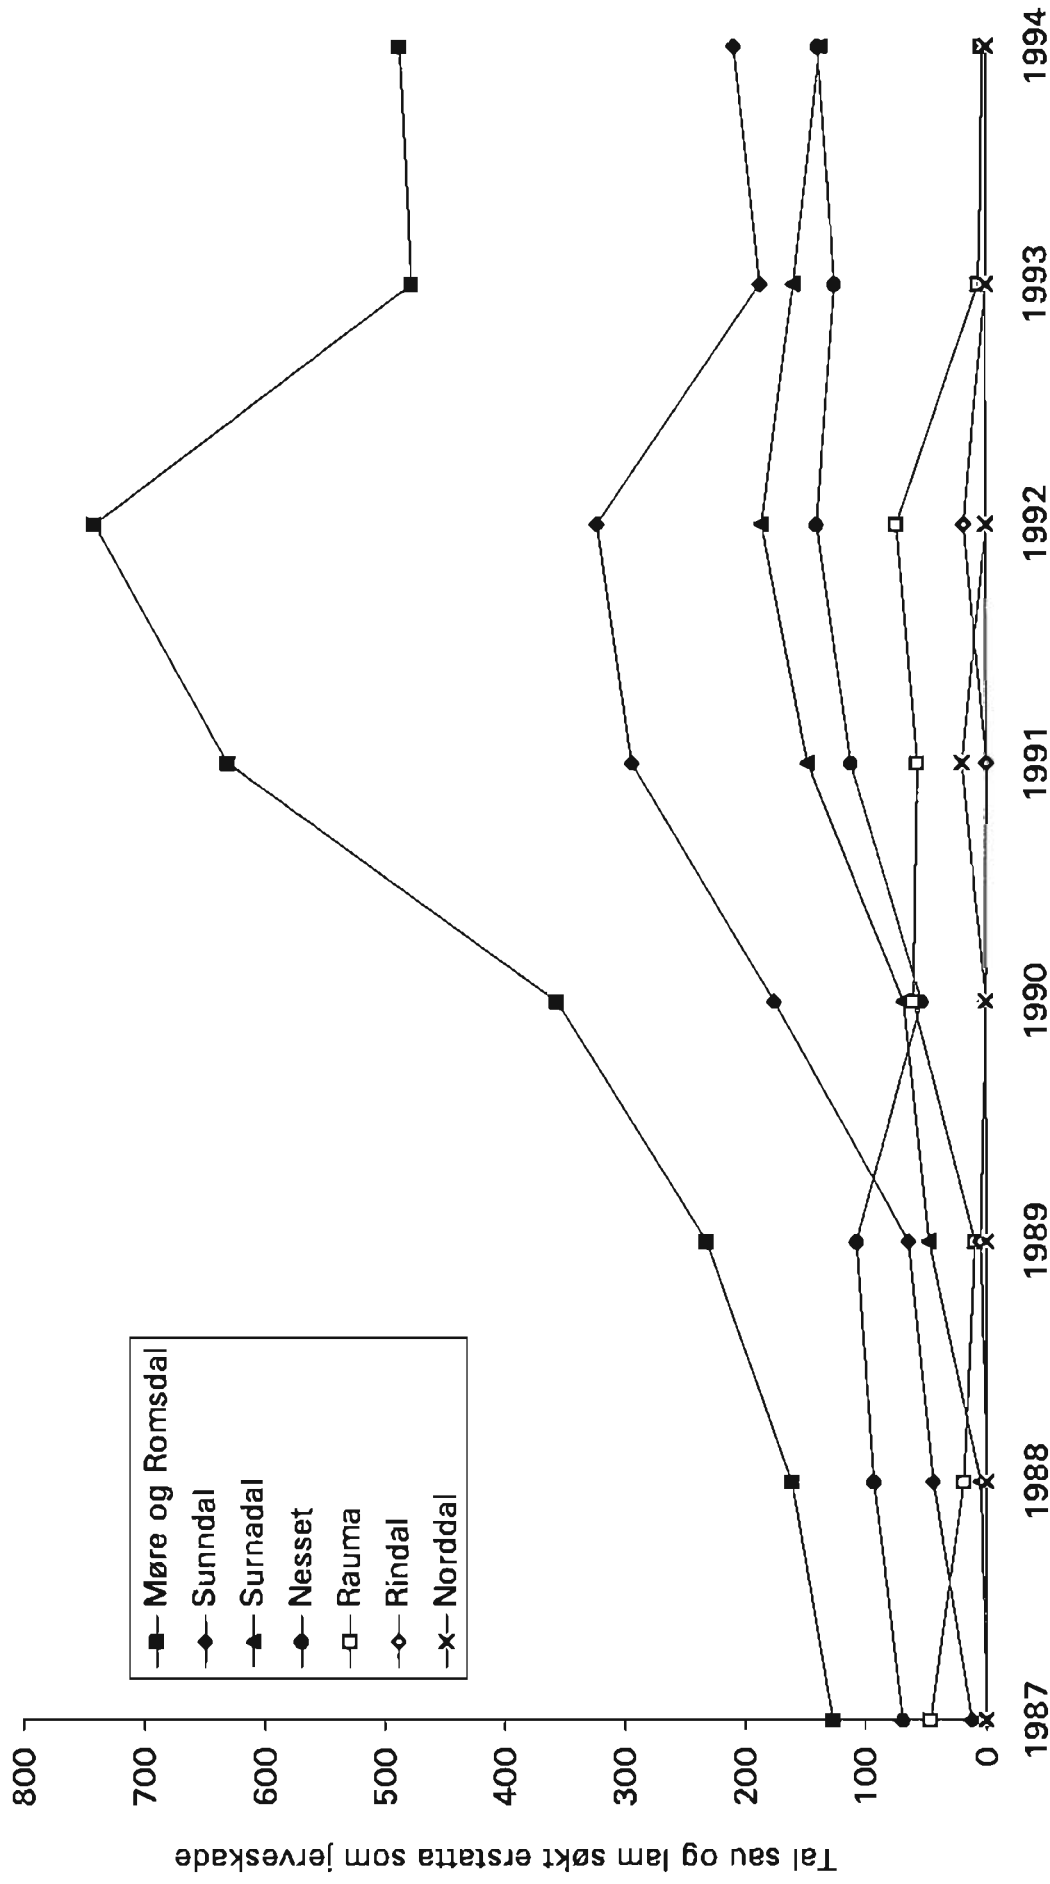 Tal sau og lam søkt erstatta som jerveskade
800
700
600
500
400
300
200
100
0
Møre og Romsdal
Sunndal
Surnadal
Nesset
Rauma
Rindal
Norddal
1987
1988
1989
1990
1991
1992
1993
1994